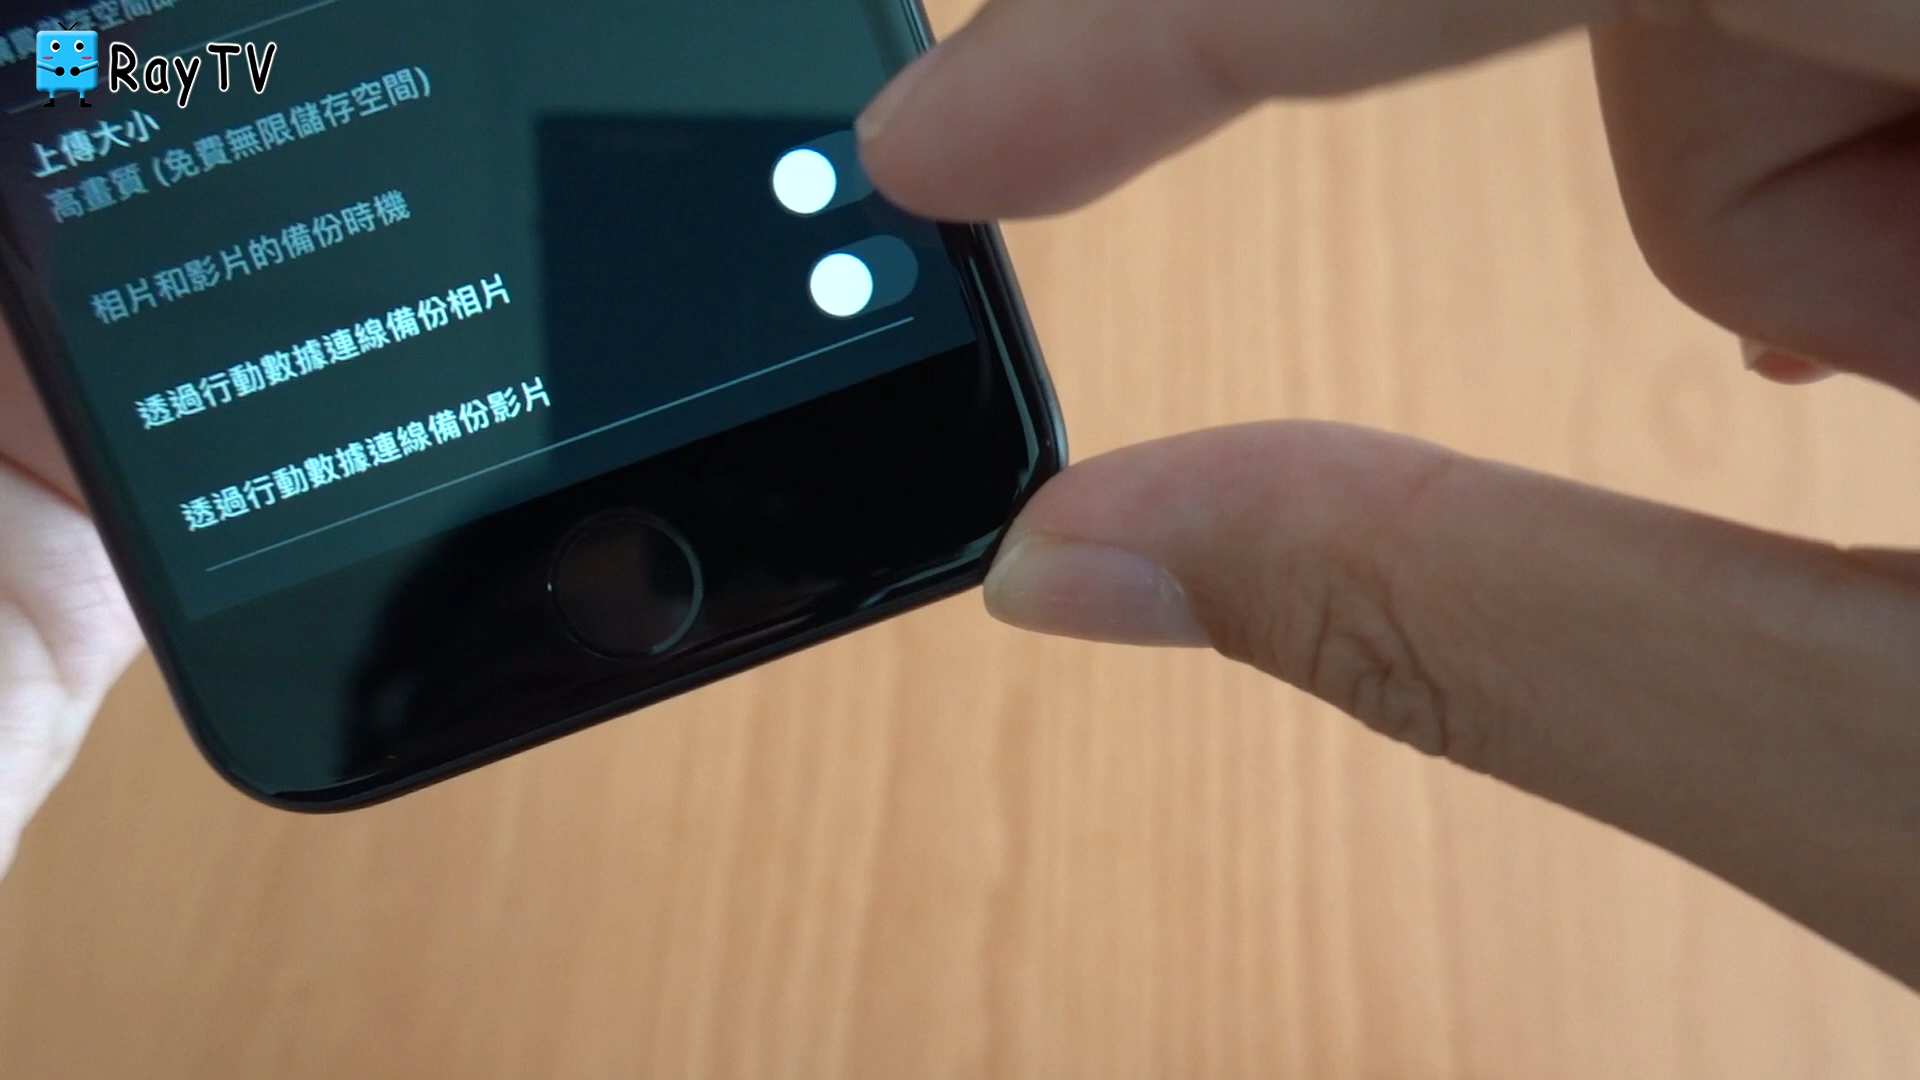 RayTV
上傳大小
高畫質 (免費無限儲存空間)
相片和影片的備份時機
透過行動數據連線備份相片
透過行動數據連線備份影片